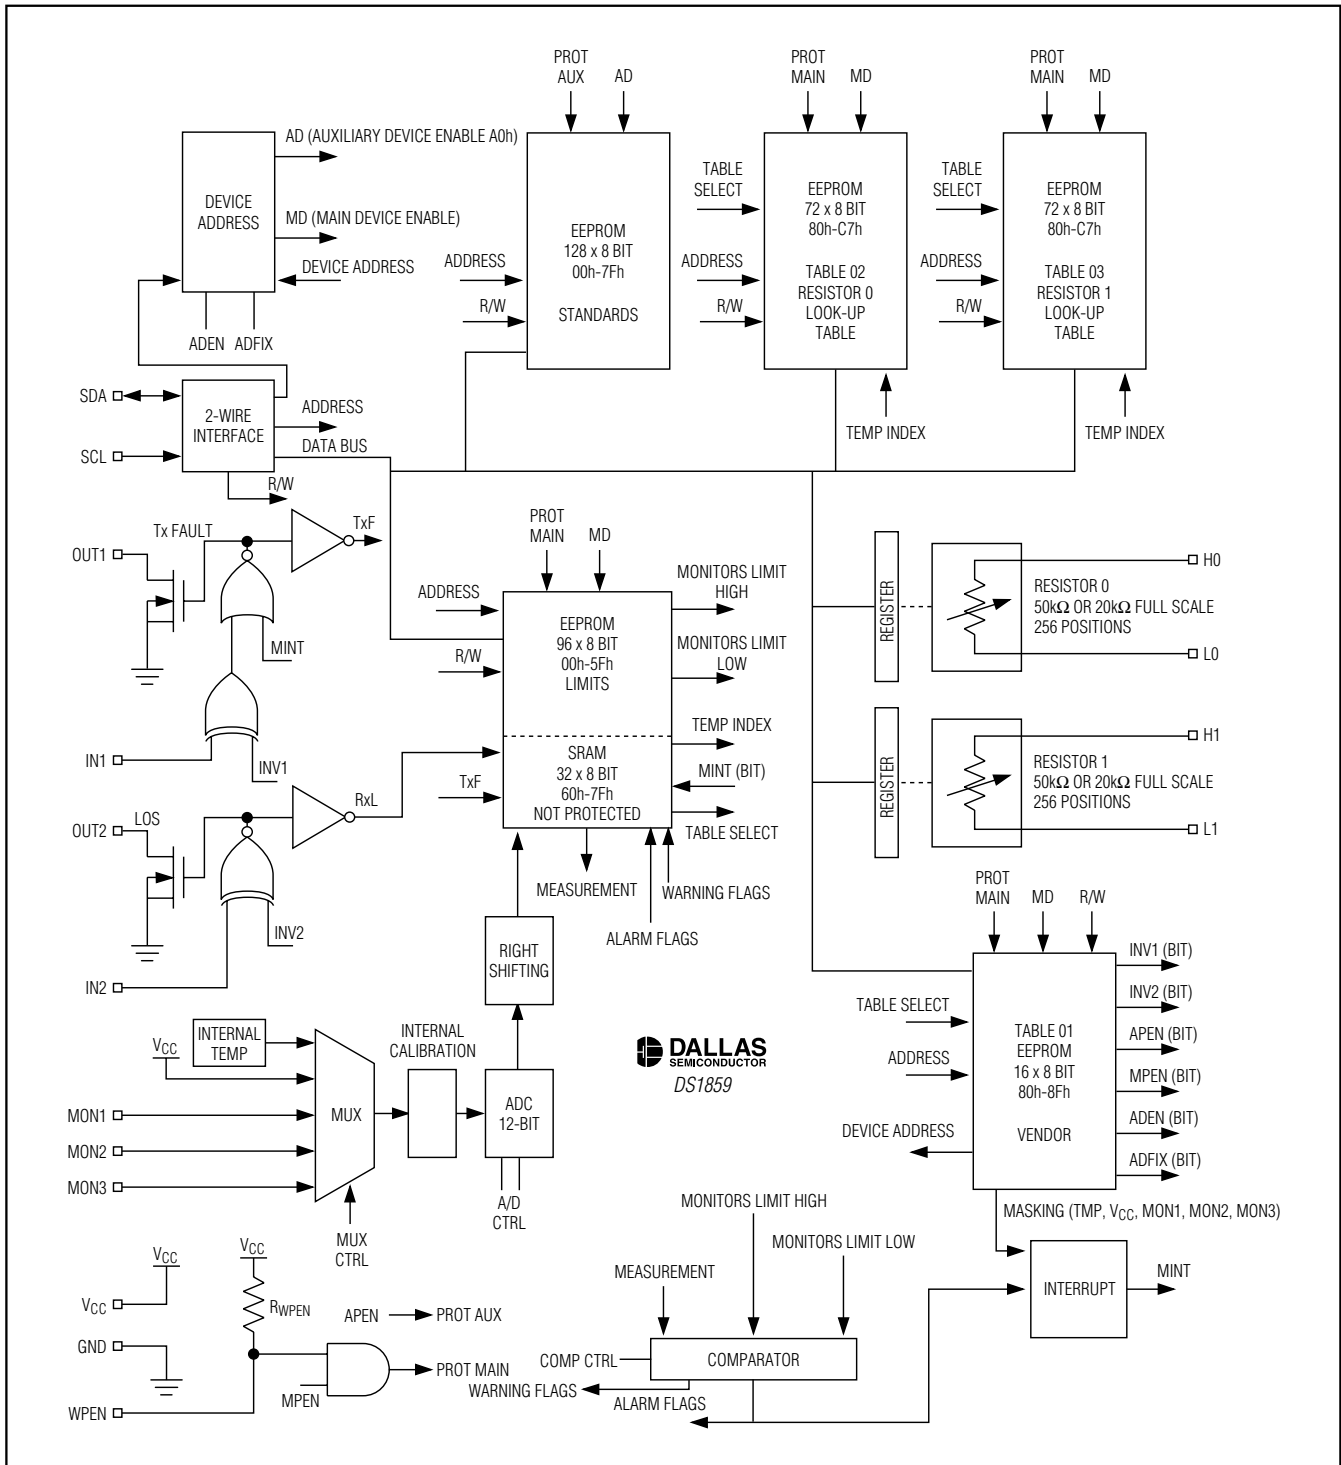 PROT
AUX
AD
PROT
MAIN
MD
PROT
MAIN
MD
AD (AUXILIARY DEVICE ENABLE A0h)
DEVICE
ADDRESS
MD (MAIN DEVICE ENABLE)
DEVICE ADDRESS
ADEN
ADFIX
ADDRESS
R/W
EEPROM
128 x 8 BIT
00h-7Fh
STANDARDS
TABLE
SELECT
ADDRESS
R/W
EEPROM
72 x 8 BIT
80h-C7h
TABLE 02
RESISTOR 0
LOOK-UP
TABLE
TEMP INDEX
TABLE
SELECT
ADDRESS
R/W
EEPROM
72 x 8 BIT
80h-C7h
TABLE 03
RESISTOR 1
LOOK-UP
TABLE
TEMP INDEX
SDA
SCL
2-WIRE
INTERFACE
ADDRESS
DATA BUS
R/W
Tx FAULT
TxF
OUT1
MINT
IN1
INV1
LOS
RxL
OUT2
INV2
IN2
PROT
MAIN
MD
ADDRESS
R/W
EEPROM
96 x 8 BIT
00h-5Fh
LIMITS
SRAM
32 x 8 BIT
60h-7Fh
NOT PROTECTED
TxF
MONITORS LIMIT
HIGH
MONITORS LIMIT
LOW
TEMP INDEX
MINT (BIT)
TABLE SELECT
MEASUREMENT
WARNING FLAGS
ALARM FLAGS
REGISTER
RESISTOR 0
50kΩ OR 20kΩ FULL SCALE
256 POSITIONS
H0
L0
REGISTER
RESISTOR 1
50kΩ OR 20kΩ FULL SCALE
256 POSITIONS
H1
L1
RIGHT
SHIFTING
INTERNAL
TEMP
VCC
MON1
MON2
MON3
MUX
MUX
CTRL
INTERNAL
CALIBRATION
ADC
12-BIT
A/D
CTRL
DALLAS
SEMICONDUCTOR
DS1859
PROT
MAIN
MD
R/W
TABLE SELECT
ADDRESS
DEVICE ADDRESS
TABLE 01
EEPROM
16 x 8 BIT
80h-8Fh
VENDOR
INV1 (BIT)
INV2 (BIT)
APEN (BIT)
MPEN (BIT)
ADEN (BIT)
ADFIX (BIT)
MASKING (TMP, VCC, MON1, MON2, MON3)
INTERRUPT
MINT
MONITORS LIMIT HIGH
MONITORS LIMIT LOW
MEASUREMENT
COMP CTRL
COMPARATOR
WARNING FLAGS
ALARM FLAGS
VCC
VCC
VCC
RWPEN
GND
WPEN
APEN
PROT AUX
MPEN
PROT MAIN